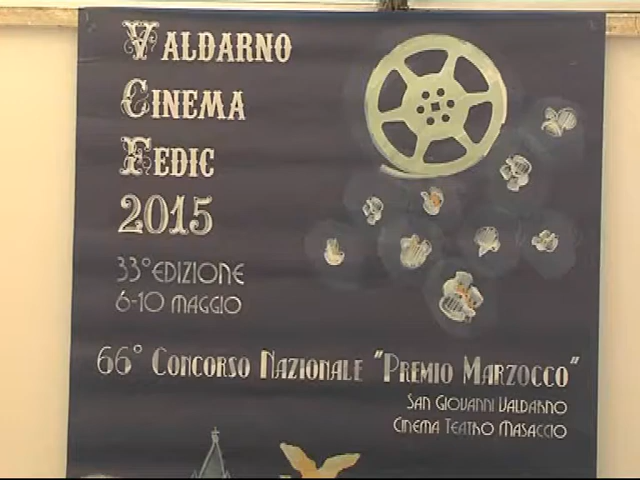 VALDARNO
CINEMA
FEDIC
2015
33° EDIZIONE
6-10 MAGGIO
66° CONCORSO NAZIONALE "PREMIO MARZOCCO"
SAN GIOVANNI VALDARNO
CINEMA TEATRO MASACCIO